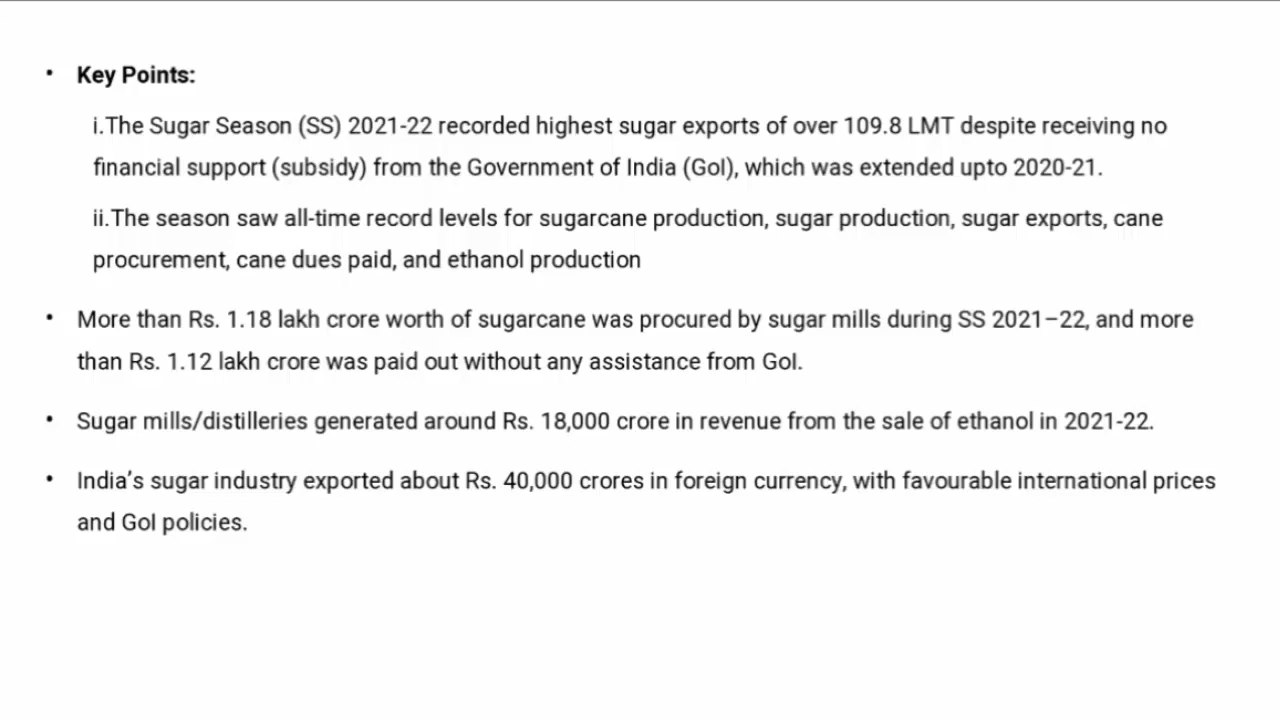 • Key Points:
i.The Sugar Season (SS) 2021-22 recorded highest sugar exports of over 109.8 LMT despite receiving no
financial support (subsidy) from the Government of India (GoI), which was extended upto 2020-21.
ii.The season saw all-time record levels for sugarcane production, sugar production, sugar exports, cane
procurement, cane dues paid, and ethanol production
• More than Rs. 1.18 lakh crore worth of sugarcane was procured by sugar mills during SS 2021–22, and more
than Rs. 1.12 lakh crore was paid out without any assistance from GoI.
• Sugar mills/distilleries generated around Rs. 18,000 crore in revenue from the sale of ethanol in 2021-22.
• India’s sugar industry exported about Rs. 40,000 crores in foreign currency, with favourable international prices
and GoI policies.